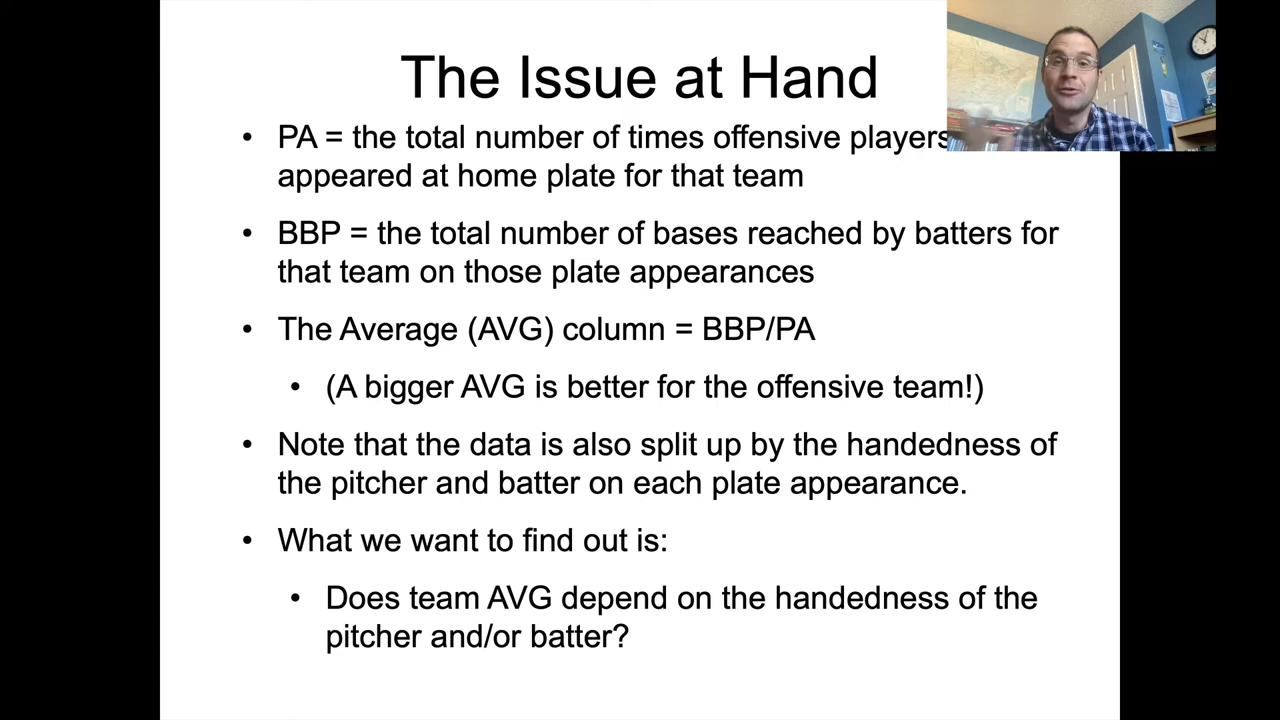 The Issue at Hand
• PA = the total number of times offensive players
appeared at home plate for that team
• BBP = the total number of bases reached by batters for
that team on those plate appearances
• The Average (AVG) column = BBP/PA
• (A bigger AVG is better for the offensive team!)
• Note that the data is also split up by the handedness of
the pitcher and batter on each plate appearance.
• What we want to find out is:
• Does team AVG depend on the handedness of the
pitcher and/or batter?